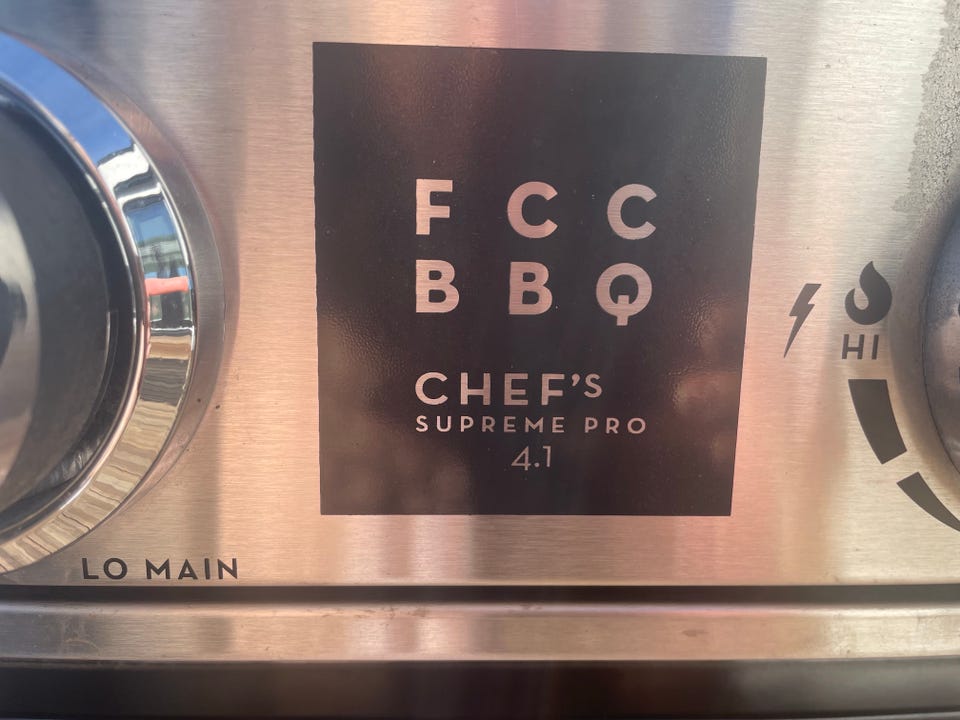 FCC
BBQ
CHEF'S
SUPREME PRO
4.1
HI
LO MAIN